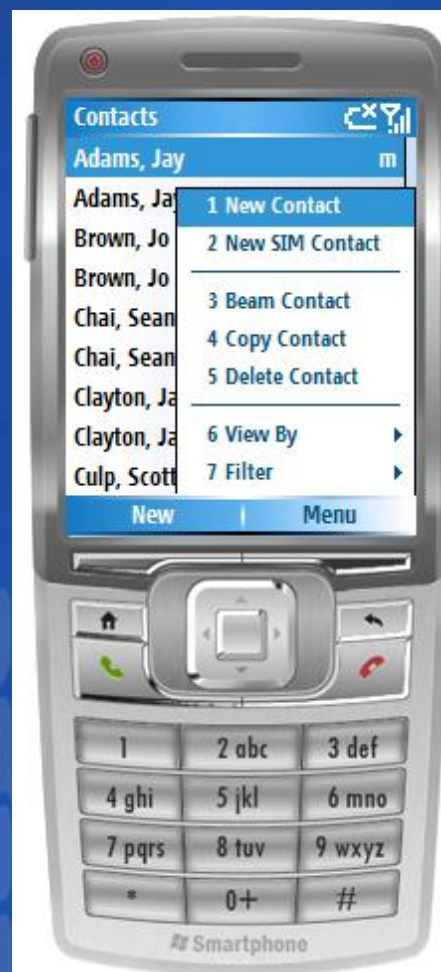 Contacts
Adams, Jay m
Adams, Jay
Brown, Jo
Brown, Jo
Chai, Sean
Chai, Sean
Clayton, Ja
Clayton, Ja
Culp, Scott
1 New Contact
2 New SIM Contact
3 Beam Contact
4 Copy Contact
5 Delete Contact
6 View By
7 Filter
New Menu
1 2 abc 3 def
4 ghi 5 jkl 6 mno
7 pqrs 8 tuv 9 wxyz
* 0+ #
Smartphone